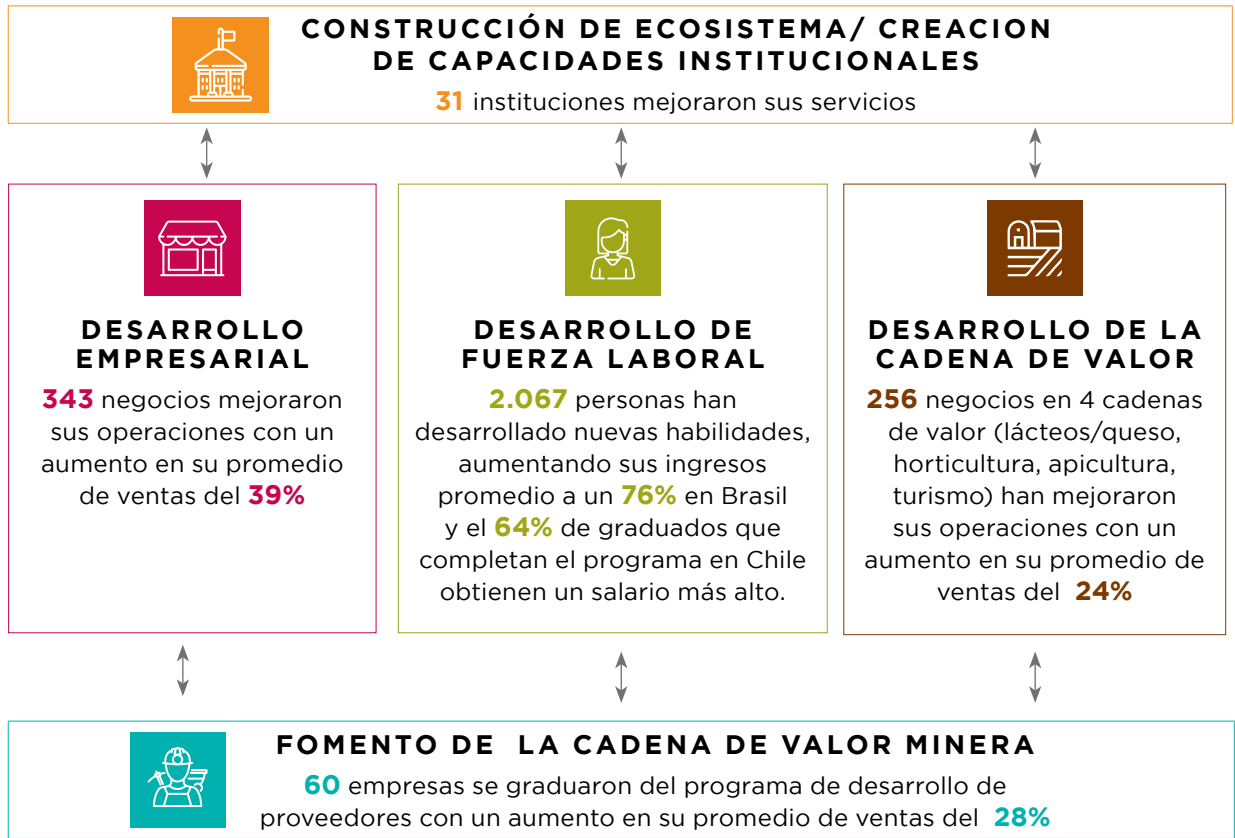 CONSTRUCCIÓN DE ECOSISTEMA/ CREACION
DE CAPACIDADES INSTITUCIONALES
31 instituciones mejoraron sus servicios
DESARROLLO
EMPRESARIAL
343 negocios mejoraron
sus operaciones con un
aumento en su promedio
de ventas del 39%
DESARROLLO DE
FUERZA LABORAL
2.067 personas han
desarrollado nuevas habilidades,
aumentando sus ingresos
promedio a un 76% en Brasil
y el 64% de graduados que
completan el programa en Chile
obtienen un salario más alto.
DESARROLLO DE LA
CADENA DE VALOR
256 negocios en 4 cadenas
de valor (lácteos/queso,
horticultura, apicultura,
turismo) han mejoraron
sus operaciones con un
aumento en su promedio de
ventas del 24%
FOMENTO DE LA CADENA DE VALOR MINERA
60 empresas se graduaron del programa de desarrollo de
proveedores con un aumento en su promedio de ventas del 28%